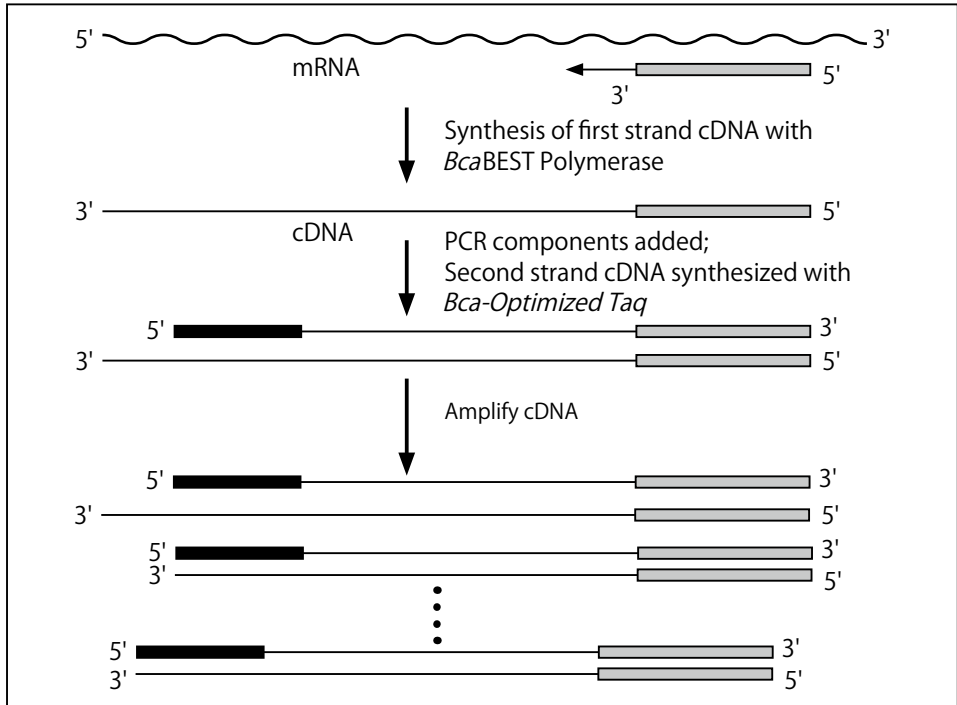 5' 3'
mRNA 5'
3'
Synthesis of first strand cDNA with
BcaBEST Polymerase
3' 5'
cDNA
PCR components added;
Second strand cDNA synthesized with
Bca-Optimized Taq
5' 3'
3' 5'
Amplify cDNA
5' 3'
3' 5'
5' 3'
3' 5'
5' 3'
3' 5'